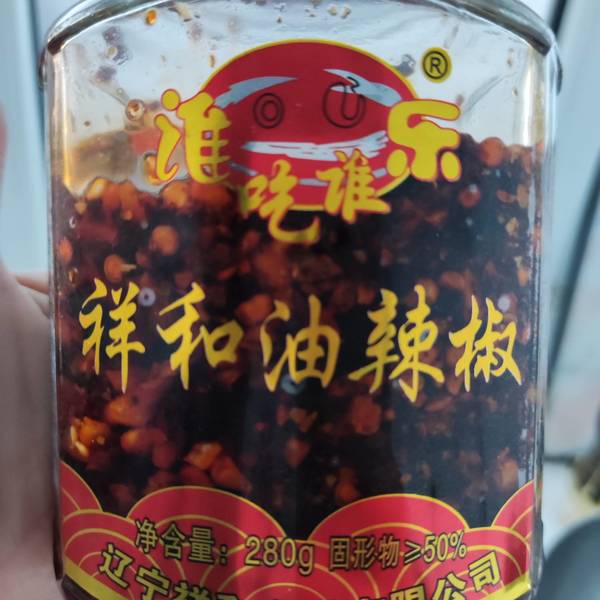 谁吃谁乐®
祥和油辣椒
净含量：280g 固形物≥50%
辽宁祥 限公司